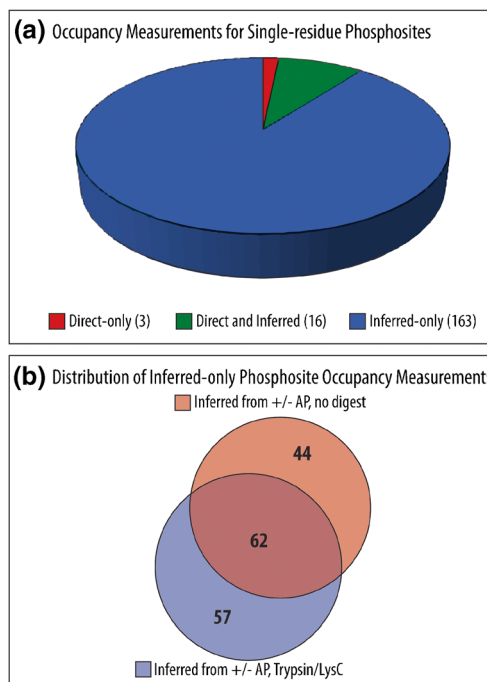 (a) Occupancy Measurements for Single-residue Phosphosites
Direct-only (3) Direct and Inferred (16) Inferred-only (163)
(b) Distribution of Inferred-only Phosphosite Occupancy Measurement
Inferred from +/- AP, no digest
44
62
57
Inferred from +/- AP, Trypsin/LysC